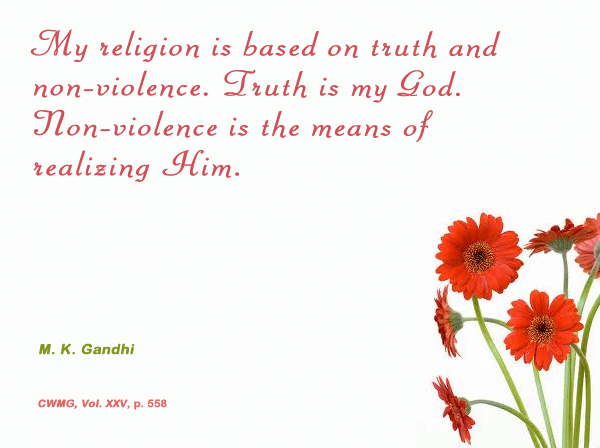 My religion is based on truth and
non-violence. Truth is my God.
Non-violence is the means of
realizing Him.
M. K. Gandhi
CWMG, Vol. XXV, p. 558